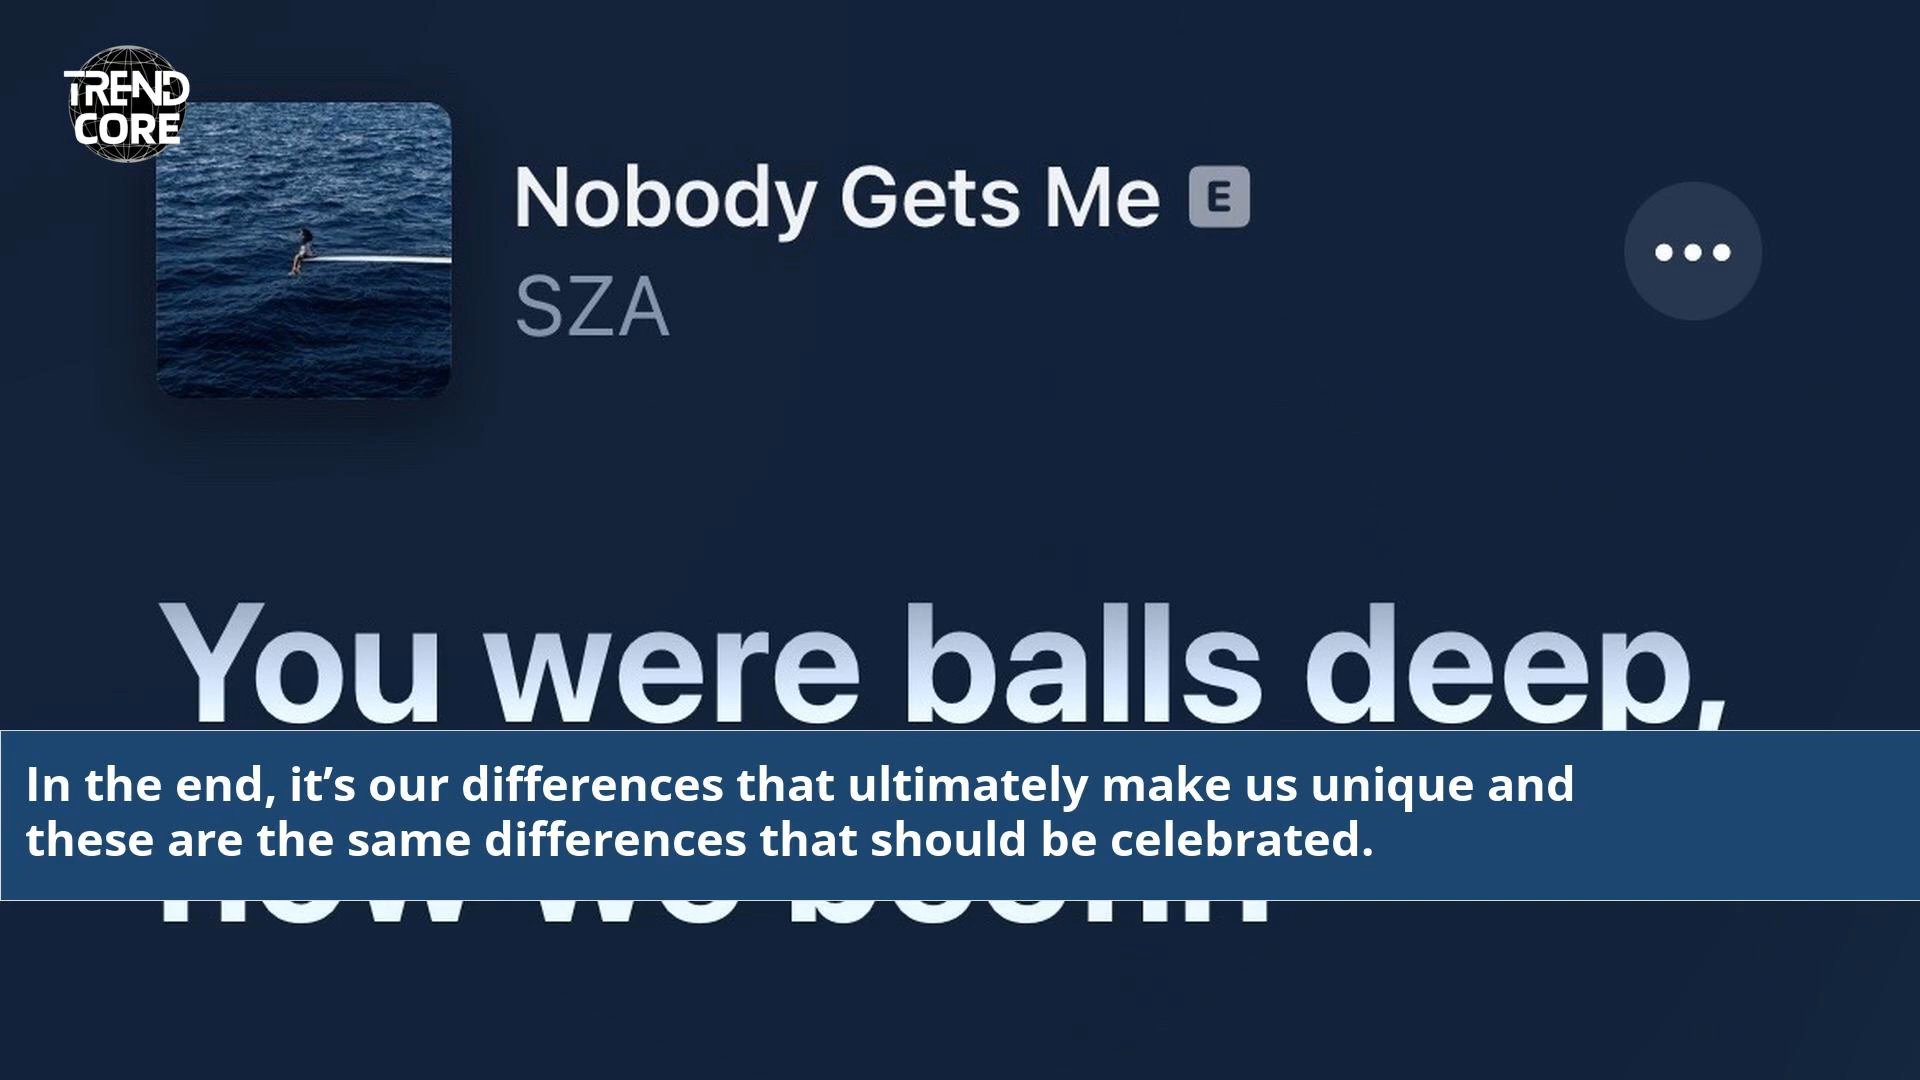 TREND
CORE
Nobody Gets Me E
SZA
You were balls deep,
In the end, it’s our differences that ultimately make us unique and
these are the same differences that should be celebrated.